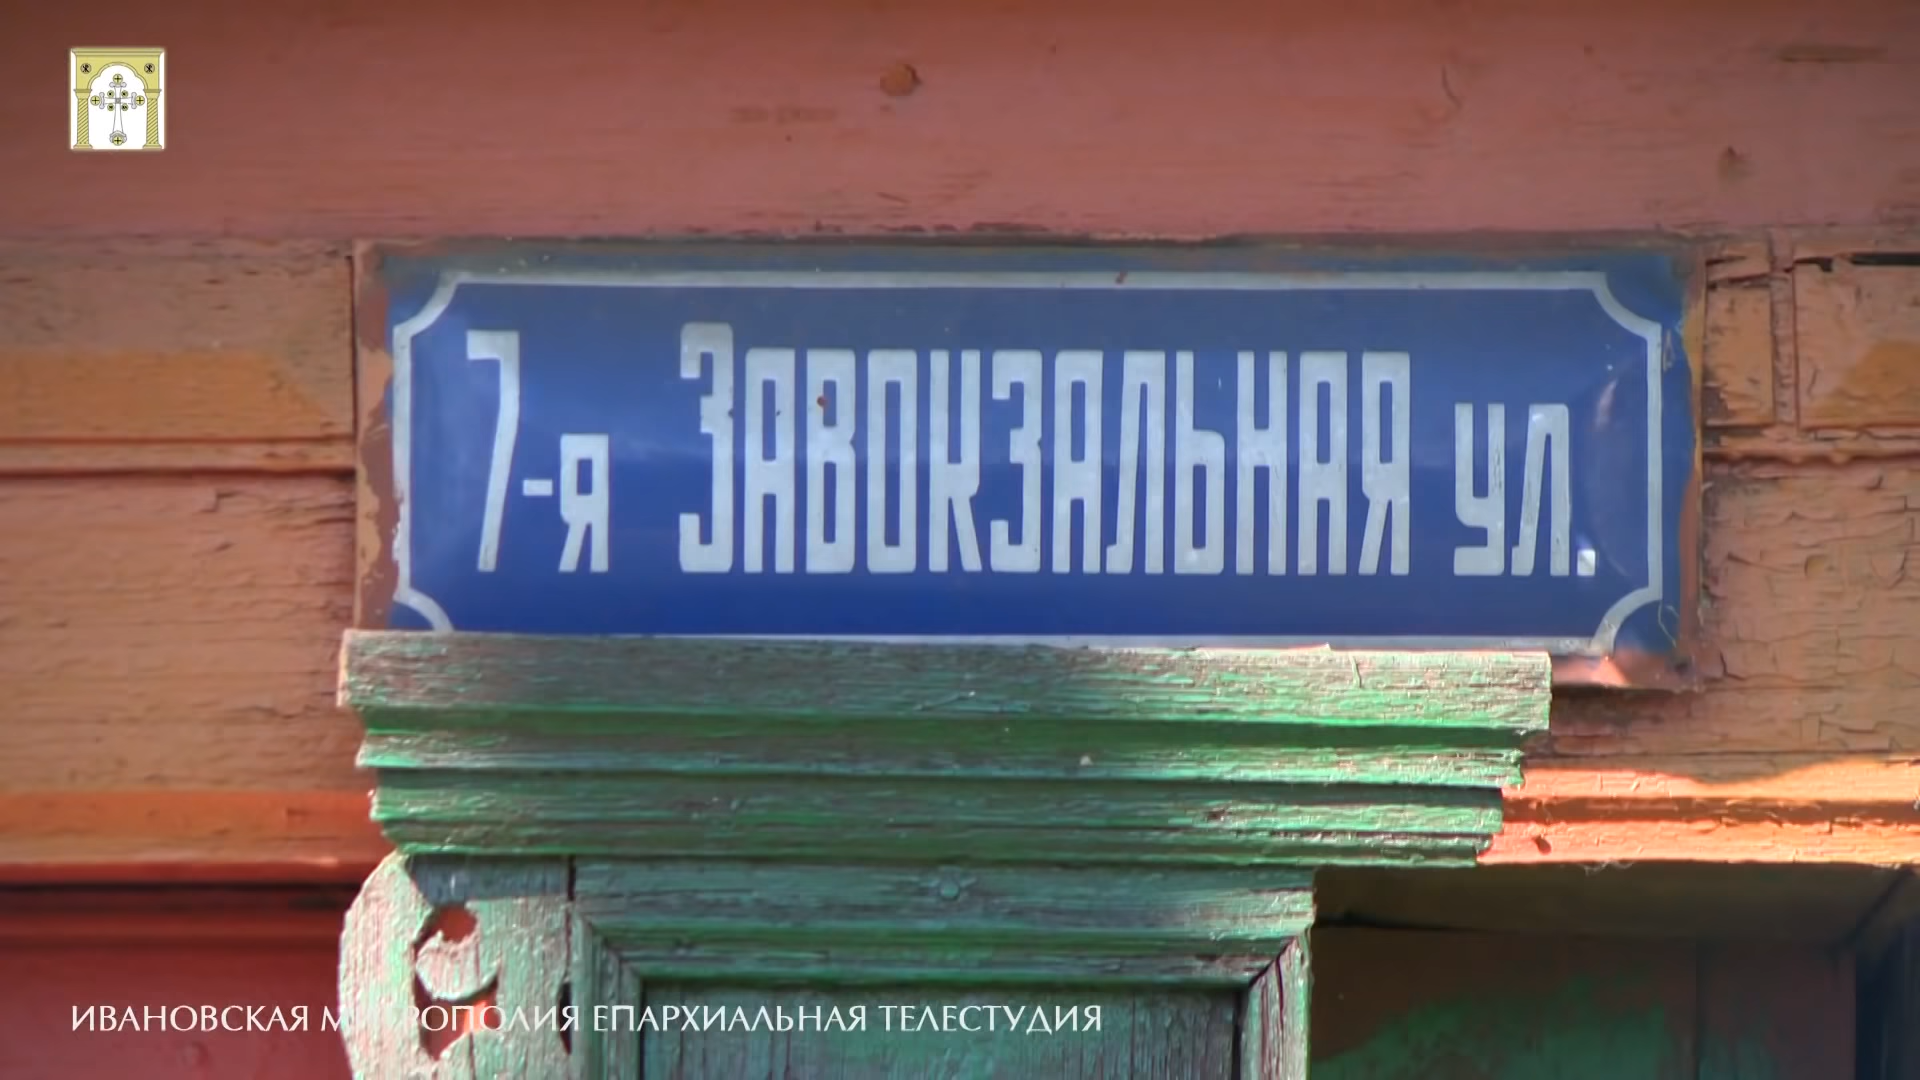 7-я Завокзальная ул.
ИВАНОВСКАЯ МИТРОПОЛИЯ ЕПАРХИАЛЬНАЯ ТЕЛЕСТУДИЯ